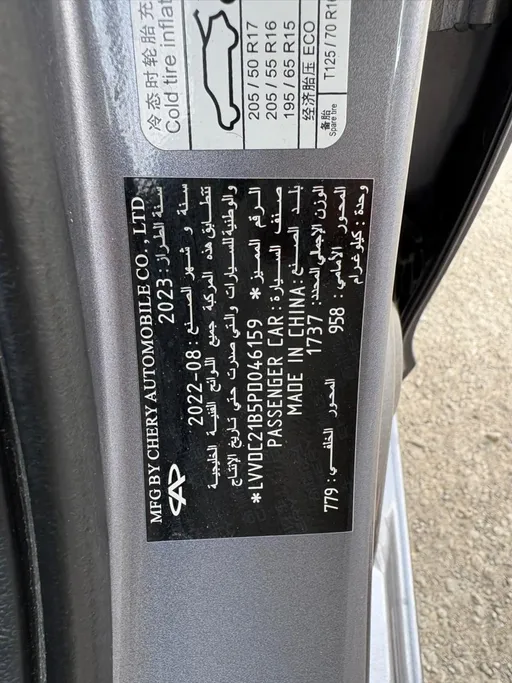 冷态时轮胎充
Cold tire inflat
205 / 50 R17
205 / 55 R16
195 / 65 R15
经济胎压 ECO
备胎
Spare tire
T125 / 70 R16
MFG BY CHERY AUTOMOBILE CO. , LTD.
سنة الطراز: 2023
سنة و شهر الصنع: 2022-08
تتطابق هذه المركبة جميع اللوائح الفنية الخليجية
والوطنية للسيارات والتي صدرت حتي تاريخ الإنتاج
الرقم المميز: *LVVDC21B5PD046159*
صنف السيارة: PASSENGER CAR
بلد الصنع: MADE IN CHINA
الوزن الإجمالي المحدد: 1737
المحور الأمامي: 958 المحور الخلفي: 779
وحدة: كيلوغرام